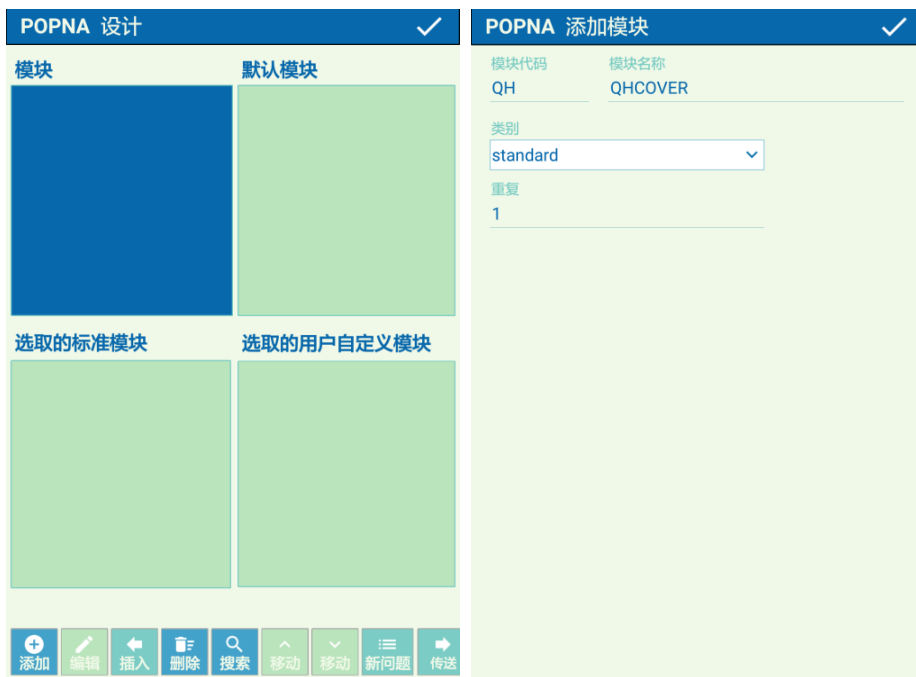 POPNA 设计
模块 默认模块
选取的标准模块 选取的用户自定义模块
添加 编辑 插入 删除 搜索 移动 移动 新问题 传送
POPNA 添加模块
模块代码 模块名称
QH QHCOVER
类别
standard
重复
1